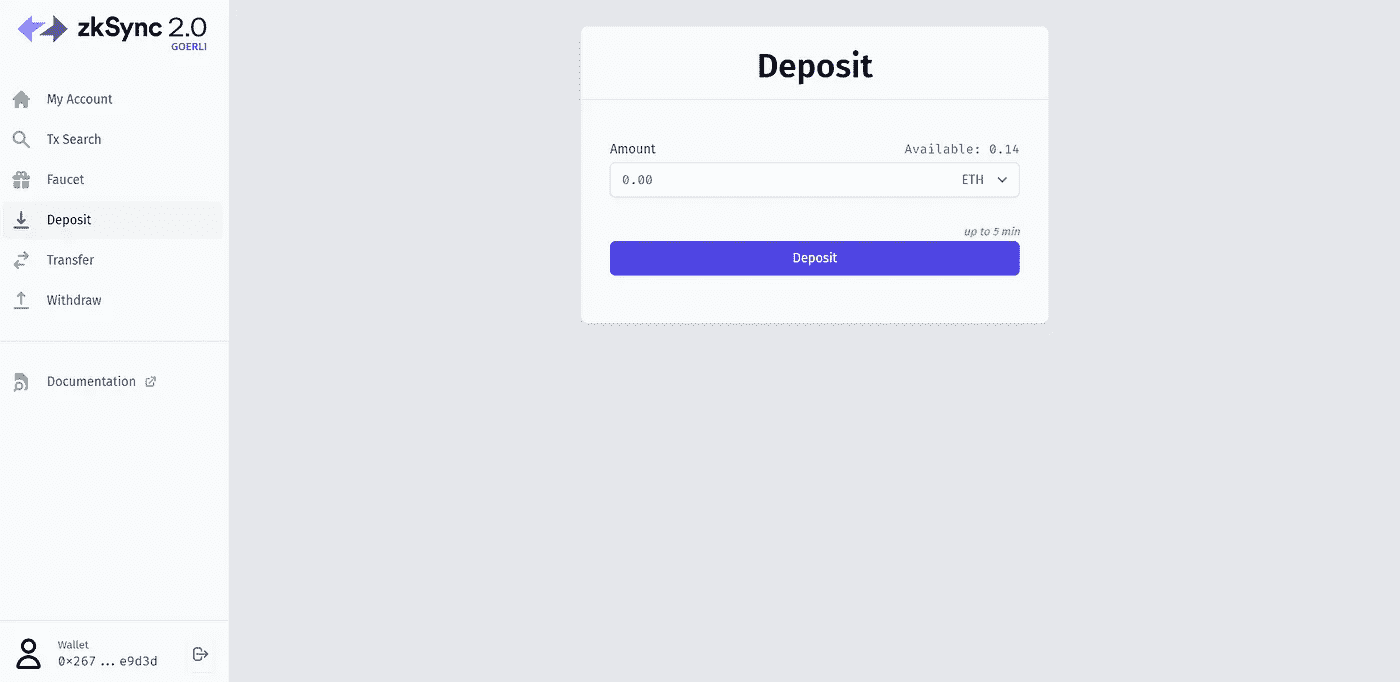 zkSync 2.0
GOERLI
My Account
Tx Search
Faucet
Deposit
Transfer
Withdraw
Documentation
Wallet
0×267 ... e9d3d
Deposit
Amount
Available: 0.14
0.00
ETH
up to 5 min
Deposit